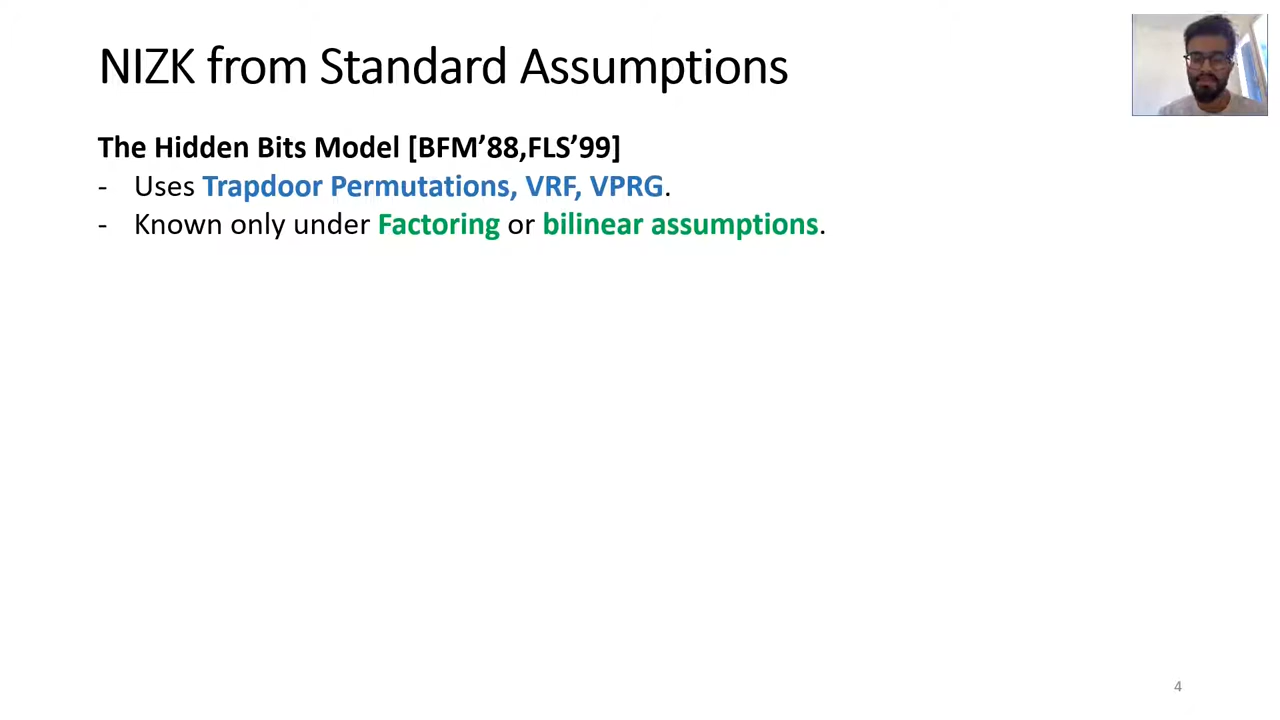 NIZK from Standard Assumptions
The Hidden Bits Model [BFM’88,FLS’99]
- Uses Trapdoor Permutations, VRF, VPRG.
- Known only under Factoring or bilinear assumptions.
4